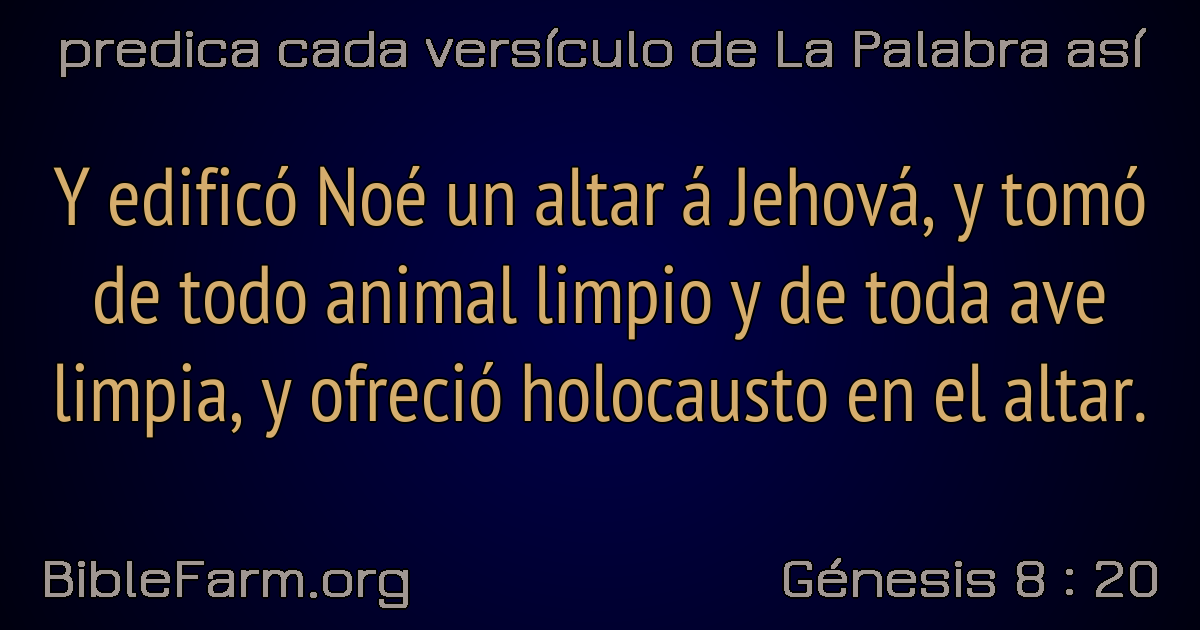 predica cada versículo de La Palabra así
Y edificó Noé un altar á Jehová, y tomó
de todo animal limpio y de toda ave
limpia, y ofreció holocausto en el altar.
BibleFarm.org
Génesis 8 : 20